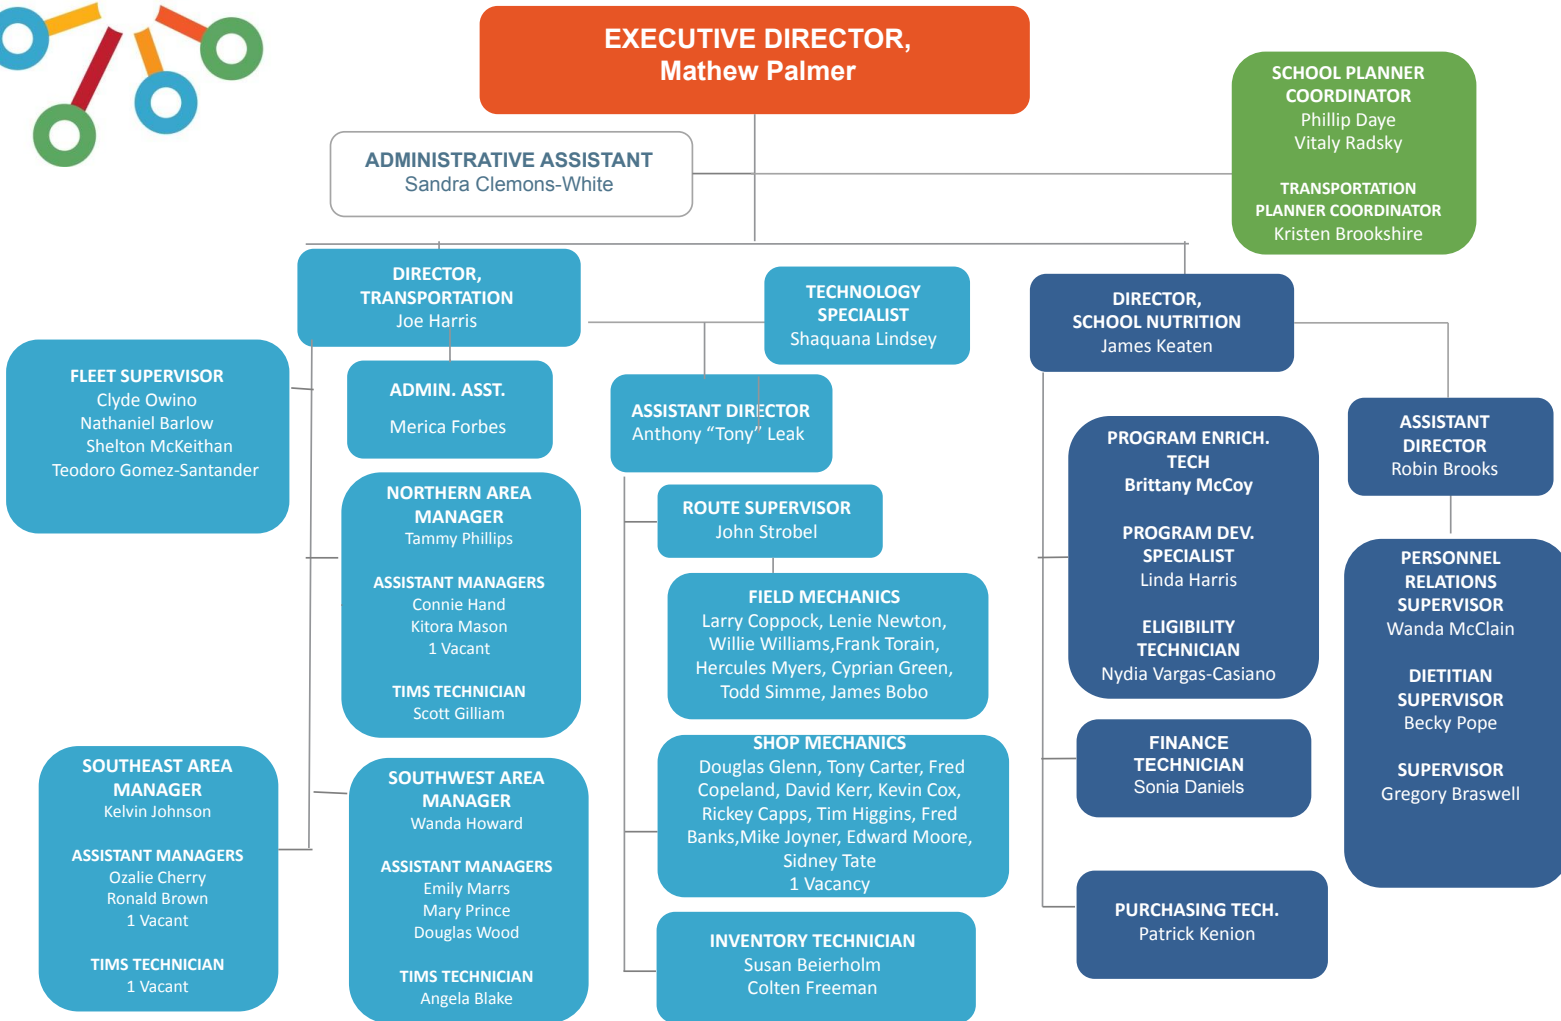 EXECUTIVE DIRECTOR,
Mathew Palmer
SCHOOL PLANNER
COORDINATOR
Phillip Daye
Vitaly Radsky
TRANSPORTATION
PLANNER COORDINATOR
Kristen Brookshire
ADMINISTRATIVE ASSISTANT
Sandra Clemons-White
DIRECTOR,
TRANSPORTATION
Joe Harris
TECHNOLOGY
SPECIALIST
Shaquana Lindsey
DIRECTOR,
SCHOOL NUTRITION
James Keaten
FLEET SUPERVISOR
Clyde Owino
Nathaniel Barlow
Shelton McKeithan
Teodoro Gomez-Santander
ADMIN. ASST.
Merica Forbes
ASSISTANT DIRECTOR
Anthony “Tony” Leak
PROGRAM ENRICH.
TECH
Brittany McCoy
PROGRAM DEV.
SPECIALIST
Linda Harris
ELIGIBILITY
TECHNICIAN
Nydia Vargas-Casiano
ASSISTANT
DIRECTOR
Robin Brooks
NORTHERN AREA
MANAGER
Tammy Phillips
ASSISTANT MANAGERS
Connie Hand
Kitora Mason
1 Vacant
TIMS TECHNICIAN
Scott Gilliam
ROUTE SUPERVISOR
John Strobel
FIELD MECHANICS
Larry Coppock, Lenie Newton,
Willie Williams,Frank Torain,
Hercules Myers, Cyprian Green,
Todd Simme, James Bobo
PERSONNEL
RELATIONS
SUPERVISOR
Wanda McClain
DIETITIAN
SUPERVISOR
Becky Pope
SUPERVISOR
Gregory Braswell
SOUTHEAST AREA
MANAGER
Kelvin Johnson
ASSISTANT MANAGERS
Ozalie Cherry
Ronald Brown
1 Vacant
TIMS TECHNICIAN
1 Vacant
SOUTHWEST AREA
MANAGER
Wanda Howard
ASSISTANT MANAGERS
Emily Marrs
Mary Prince
Douglas Wood
TIMS TECHNICIAN
Angela Blake
SHOP MECHANICS
Douglas Glenn, Tony Carter, Fred
Copeland, David Kerr, Kevin Cox,
Rickey Capps, Tim Higgins, Fred
Banks,Mike Joyner, Edward Moore,
Sidney Tate
1 Vacancy
FINANCE
TECHNICIAN
Sonia Daniels
INVENTORY TECHNICIAN
Susan Beierholm
Colten Freeman
PURCHASING TECH.
Patrick Kenion